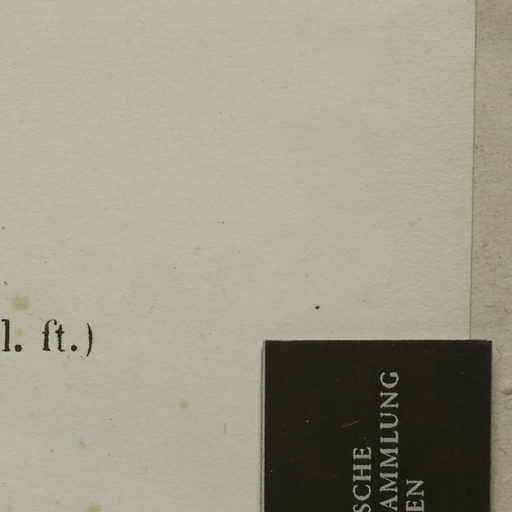 l. ft.)
SCHE
AMMLUNG
EN